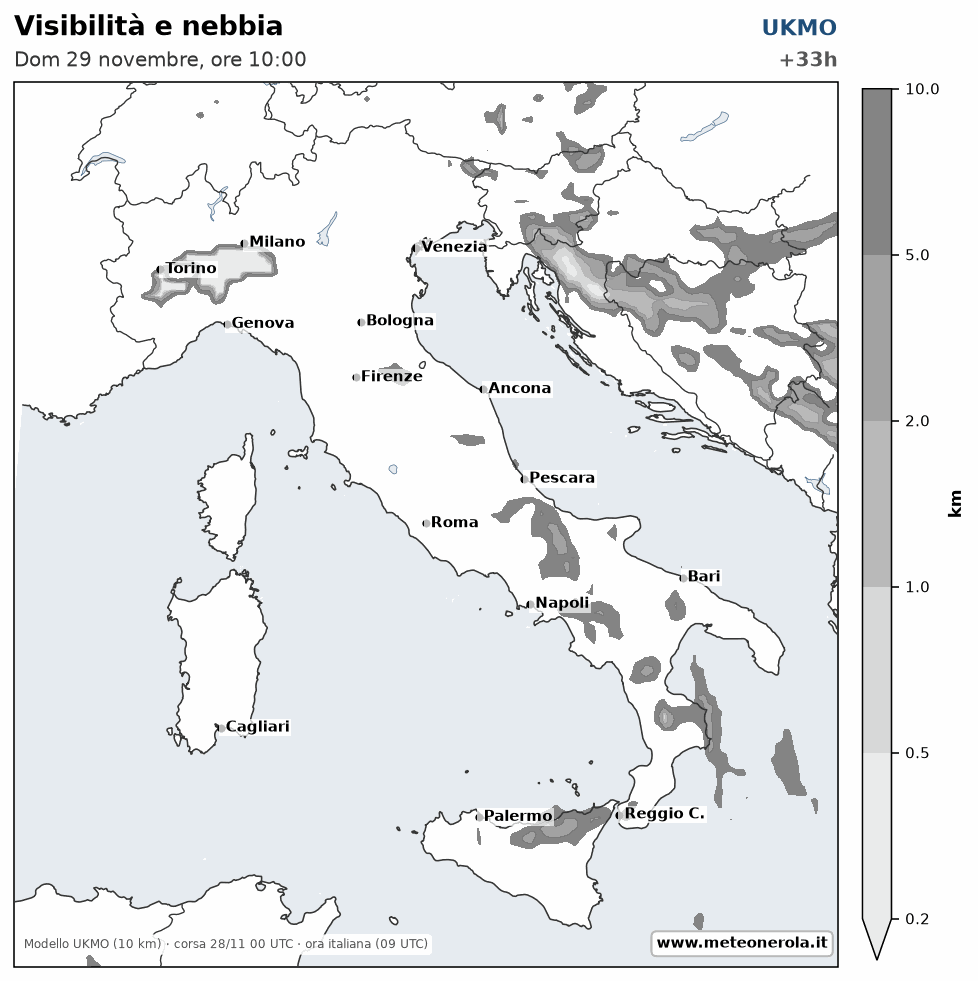 Visibilità e nebbia
UKMO
Dom 29 novembre, ore 10:00
+33h
10.0
5.0
2.0
1.0
0.5
0.2
km
Milano
Venezia
Torino
Genova
Bologna
Firenze
Ancona
Pescara
Roma
Bari
Napoli
Cagliari
Palermo
Reggio C.
Modello UKMO (10 km) · corsa 28/11 00 UTC · ora italiana (09 UTC)
www.meteonerola.it